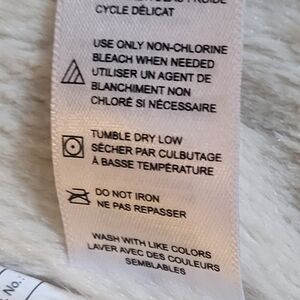 CYCLE DÉLICAT
USE ONLY NON-CHLORINE
BLEACH WHEN NEEDED
UTILISER UN AGENT DE
BLANCHIMENT NON
CHLORÉ SI NÉCESSAIRE
TUMBLE DRY LOW
SÉCHER PAR CULBUTAGE
À BASSE TEMPÉRATURE
DO NOT IRON
NE PAS REPASSER
WASH WITH LIKE COLORS
LAVER AVEC DES COULEURS
SEMBLABLES
No.: